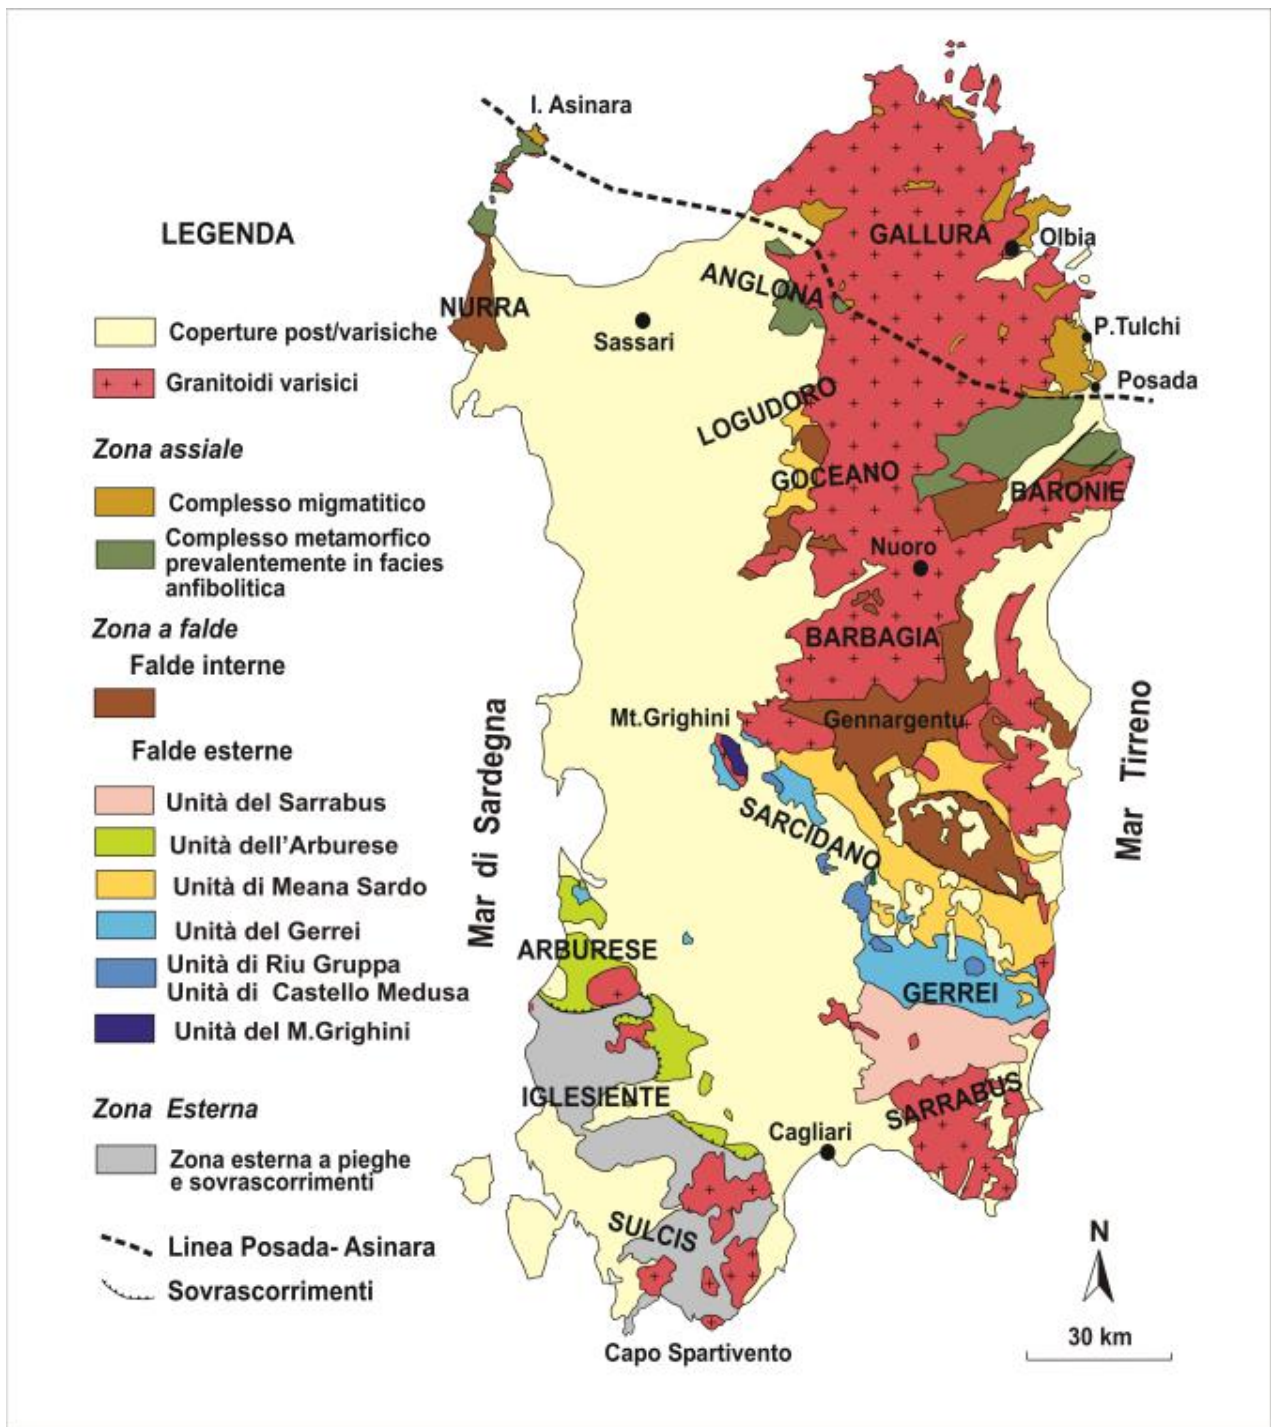 I. Asinara
LEGENDA
GALLURA
Olbia
ANGLONA
NURRA
Sassari
P.Tulchi
Posada
Coperture post/varisiche
Granitoidi varisici
LOGUDORO
Zona assiale
GOCEANO
BARONIE
Complesso migmatitico
Complesso metamorfico
prevalentemente in facies
anfibolitica
Nuoro
Zona a falde
BARBAGIA
Falde interne
Mt.Grighini
Gennargentu
Falde esterne
Mar di Sardegna
Mar Tirreno
Unità del Sarrabus
SARCIDANO
Unità dell'Arburese
Unità di Meana Sardo
Unità del Gerrei
ARBURESE
Unità di Riu Gruppa
Unità di Castello Medusa
GERREI
Unità del M.Grighini
IGLESIENTE
SARRABUS
Zona Esterna
Cagliari
Zona esterna a pieghe
e sovrascorrimenti
SULCIS
N
Linea Posada- Asinara
Sovrascorrimenti
30 km
Capo Spartivento